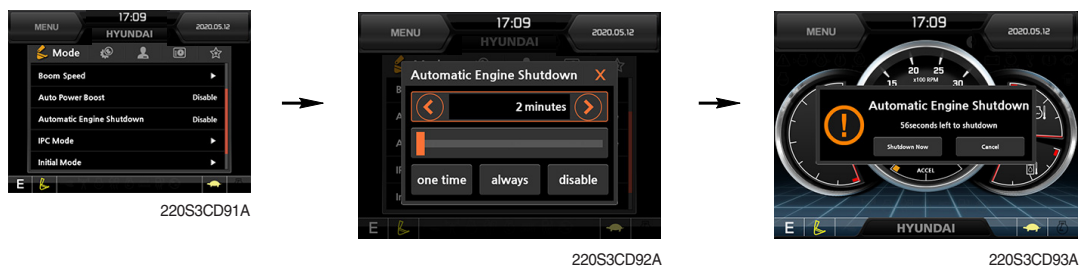 MENU
17:09
HYUNDAI
2020.05.12
Mode
Boom Speed
Auto Power Boost Disable
Automatic Engine Shutdown Disable
IPC Mode
Initial Mode
E
220S3CD91A
MENU
17:09
HYUNDAI
2020.05.12
Automatic Engine Shutdown X
2 minutes
one time always disable
E
220S3CD92A
MENU
17:09
HYUNDAI
2020.05.12
20 25
15 x100 RPM 30
Automatic Engine Shutdown
56seconds left to shutdown
Shutdown Now Cancel
ACCEL
E HYUNDAI
220S3CD93A